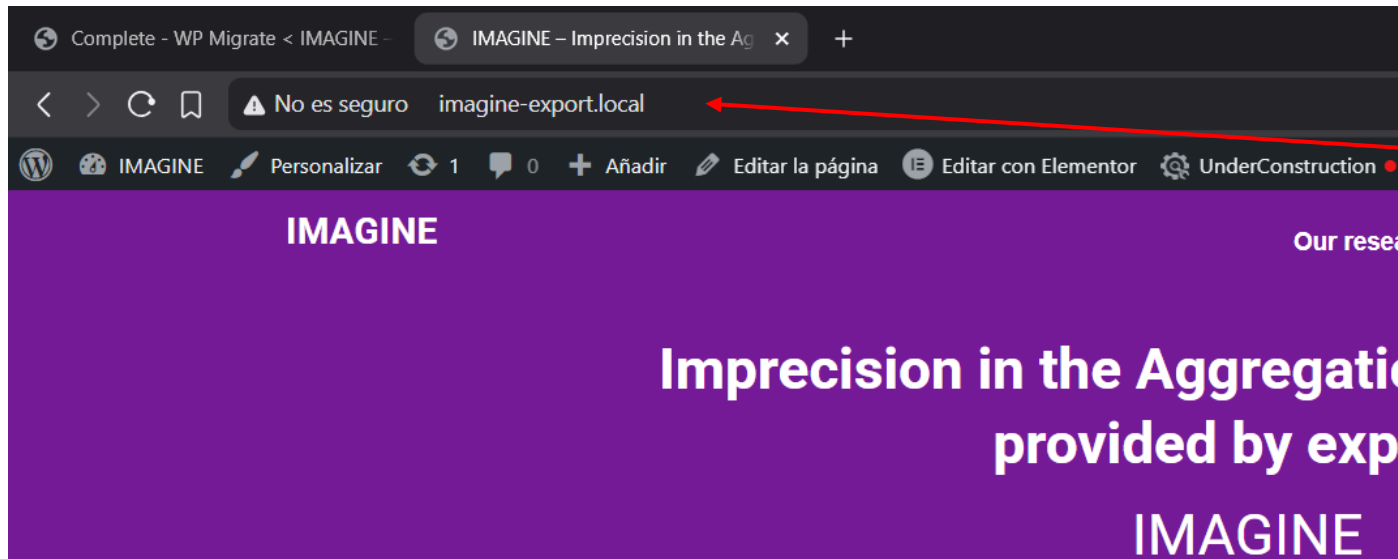 Complete - WP Migrate < IMAGINE – IMAGINE – Imprecision in the Ag
No es seguro imagine-export.local
IMAGINE Personalizar 1 0 Añadir Editar la página Editar con Elementor UnderConstruction
IMAGINE
Our resea
Imprecision in the Aggregatio
provided by exp
IMAGINE